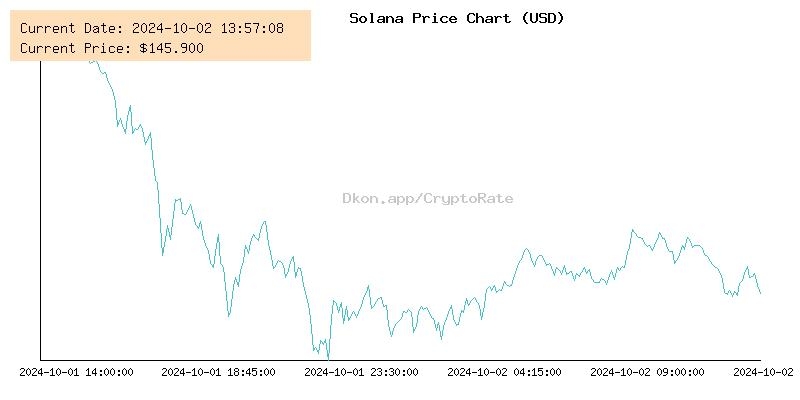 Solana Price Chart (USD)
Current Date: 2024-10-02 13:57:08
Current Price: $145.900
Dkon.app/CryptoRate
2024-10-01 14:00:00
2024-10-01 18:45:00
2024-10-01 23:30:00
2024-10-02 04:15:00
2024-10-02 09:00:00
2024-10-02